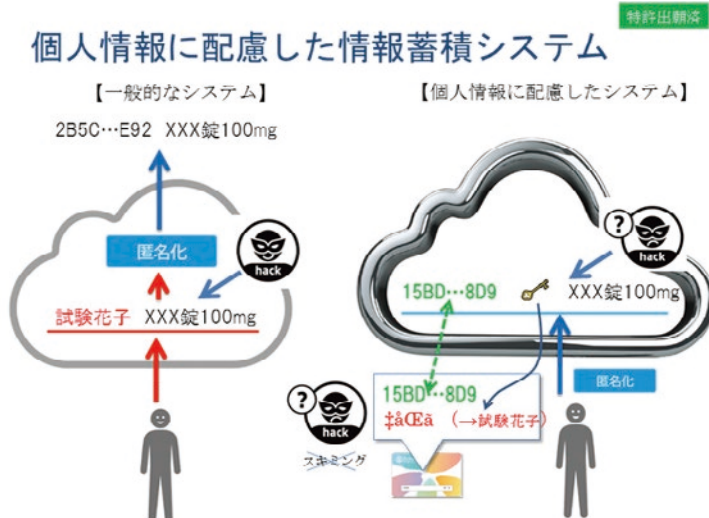 特許出願済
個人情報に配慮した情報蓄積システム
【一般的なシステム】
2B5C…E92 XXX錠100mg
匿名化
hack
試験花子 XXX錠100mg
【個人情報に配慮したシステム】
?
hack
15BD…8D9 XXX錠100mg
匿名化
15BD…8D9
‡åŒã (→試験花子)
?
hack
スキミング